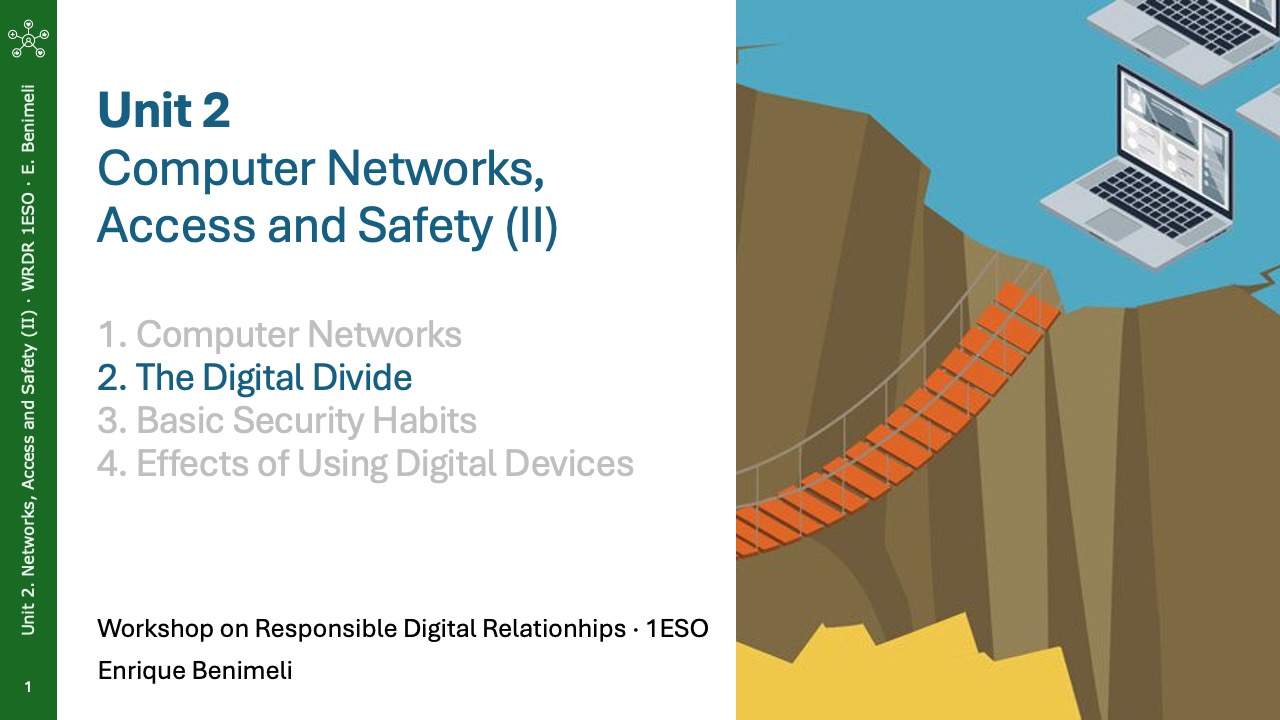 Unit 2. Networks, Access and Safety (II) · WRDR 1ESO · E. Benimeli
1
Unit 2
Computer Networks,
Access and Safety (II)
1. Computer Networks
2. The Digital Divide
3. Basic Security Habits
4. Effects of Using Digital Devices
Workshop on Responsible Digital Relationhips · 1ESO
Enrique Benimeli